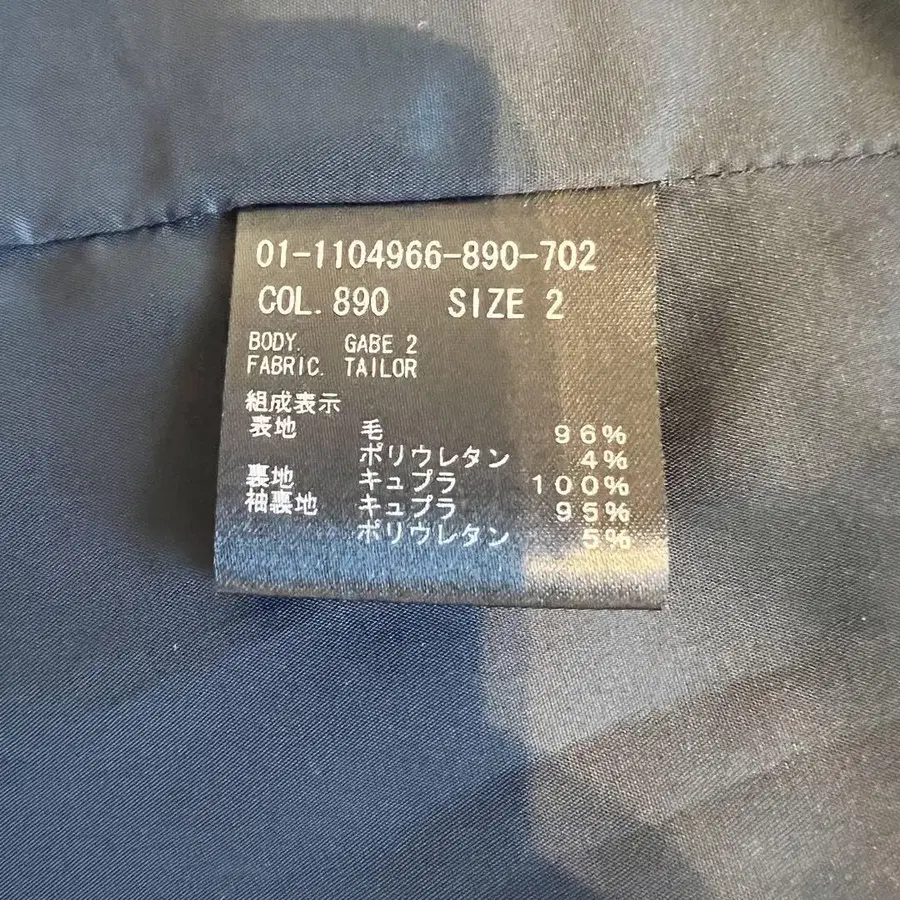 01-1104966-890-702
COL. 890 SIZE 2
BODY. GABE 2
FABRIC. TAILOR
組成表示
表地 毛 96%
ポリウレタン 4%
裏地 キュプラ 100%
袖裏地 キュプラ 95%
ポリウレタン 5%